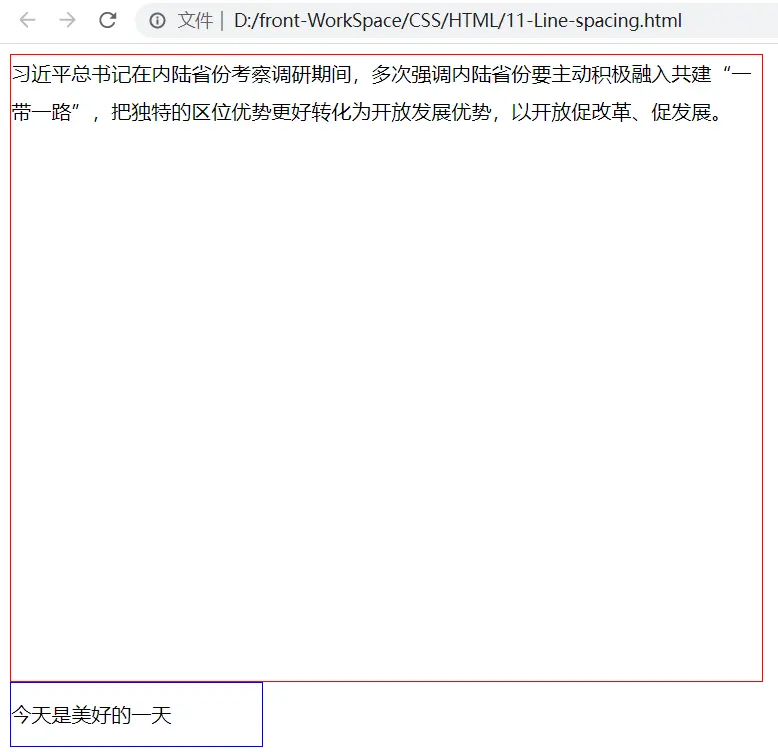 文件 | D:/front-WorkSpace/CSS/HTML/11-Line-spacing.html
习近平总书记在内陆省份考察调研期间，多次强调内陆省份要主动积极融入共建“一
带一路”，把独特的区位优势更好转化为开放发展优势，以开放促改革、促发展。
今天是美好的一天